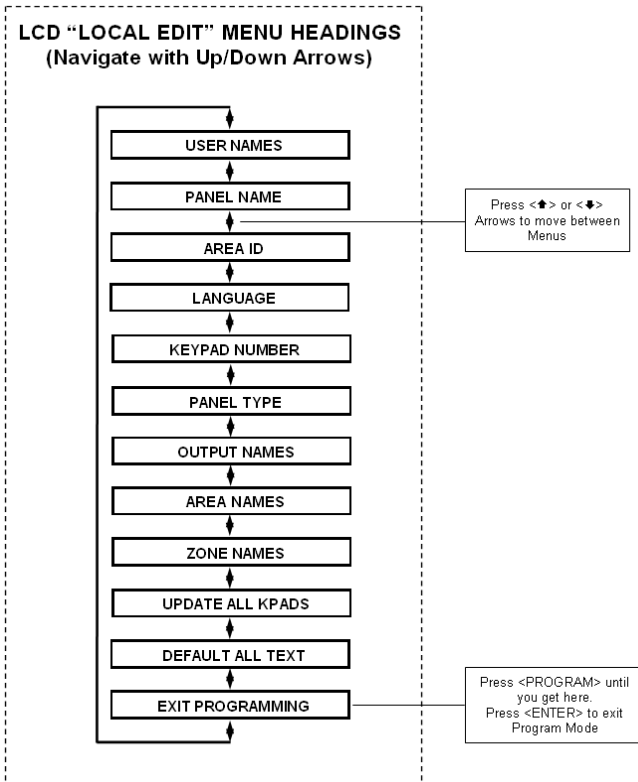 LCD “LOCAL EDIT” MENU HEADINGS
(Navigate with Up/Down Arrows)
USER NAMES
PANEL NAME
Press <🡅> or <🡇>
Arrows to move between
Menus
AREA ID
LANGUAGE
KEYPAD NUMBER
PANEL TYPE
OUTPUT NAMES
AREA NAMES
ZONE NAMES
UPDATE ALL KPADS
DEFAULT ALL TEXT
EXIT PROGRAMMING
Press <PROGRAM> until
you get here.
Press <ENTER> to exit
Program Mode